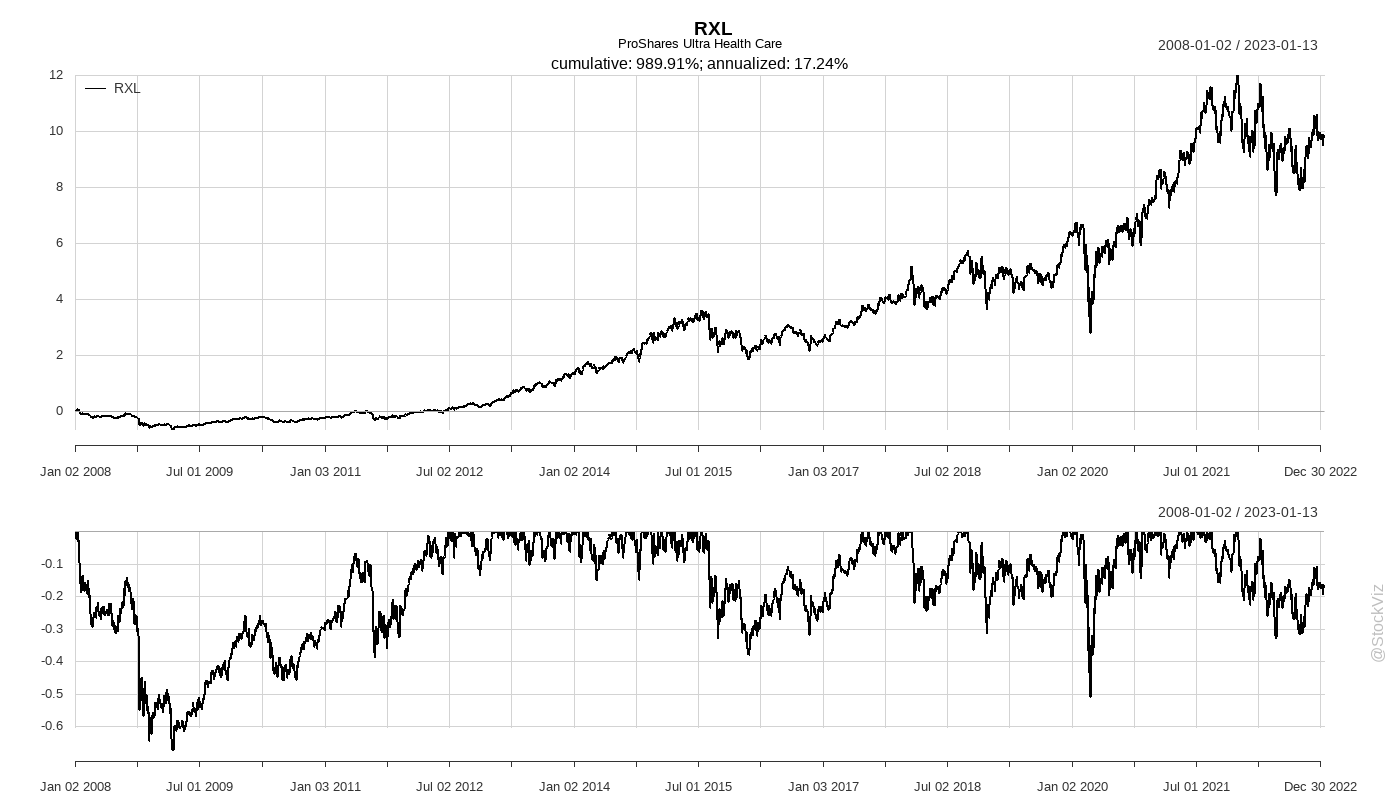 RXL
ProShares Ultra Health Care
2008-01-02 / 2023-01-13
cumulative: 989.91%; annualized: 17.24%
12
RXL
10
8
6
4
2
0
Jan 02 2008 Jul 01 2009 Jan 03 2011 Jul 02 2012 Jan 02 2014 Jul 01 2015 Jan 03 2017 Jul 02 2018 Jan 02 2020 Jul 01 2021 Dec 30 2022
2008-01-02 / 2023-01-13
-0.1
-0.2
-0.3
-0.4
-0.5
-0.6
@StockViz
Jan 02 2008 Jul 01 2009 Jan 03 2011 Jul 02 2012 Jan 02 2014 Jul 01 2015 Jan 03 2017 Jul 02 2018 Jan 02 2020 Jul 01 2021 Dec 30 2022